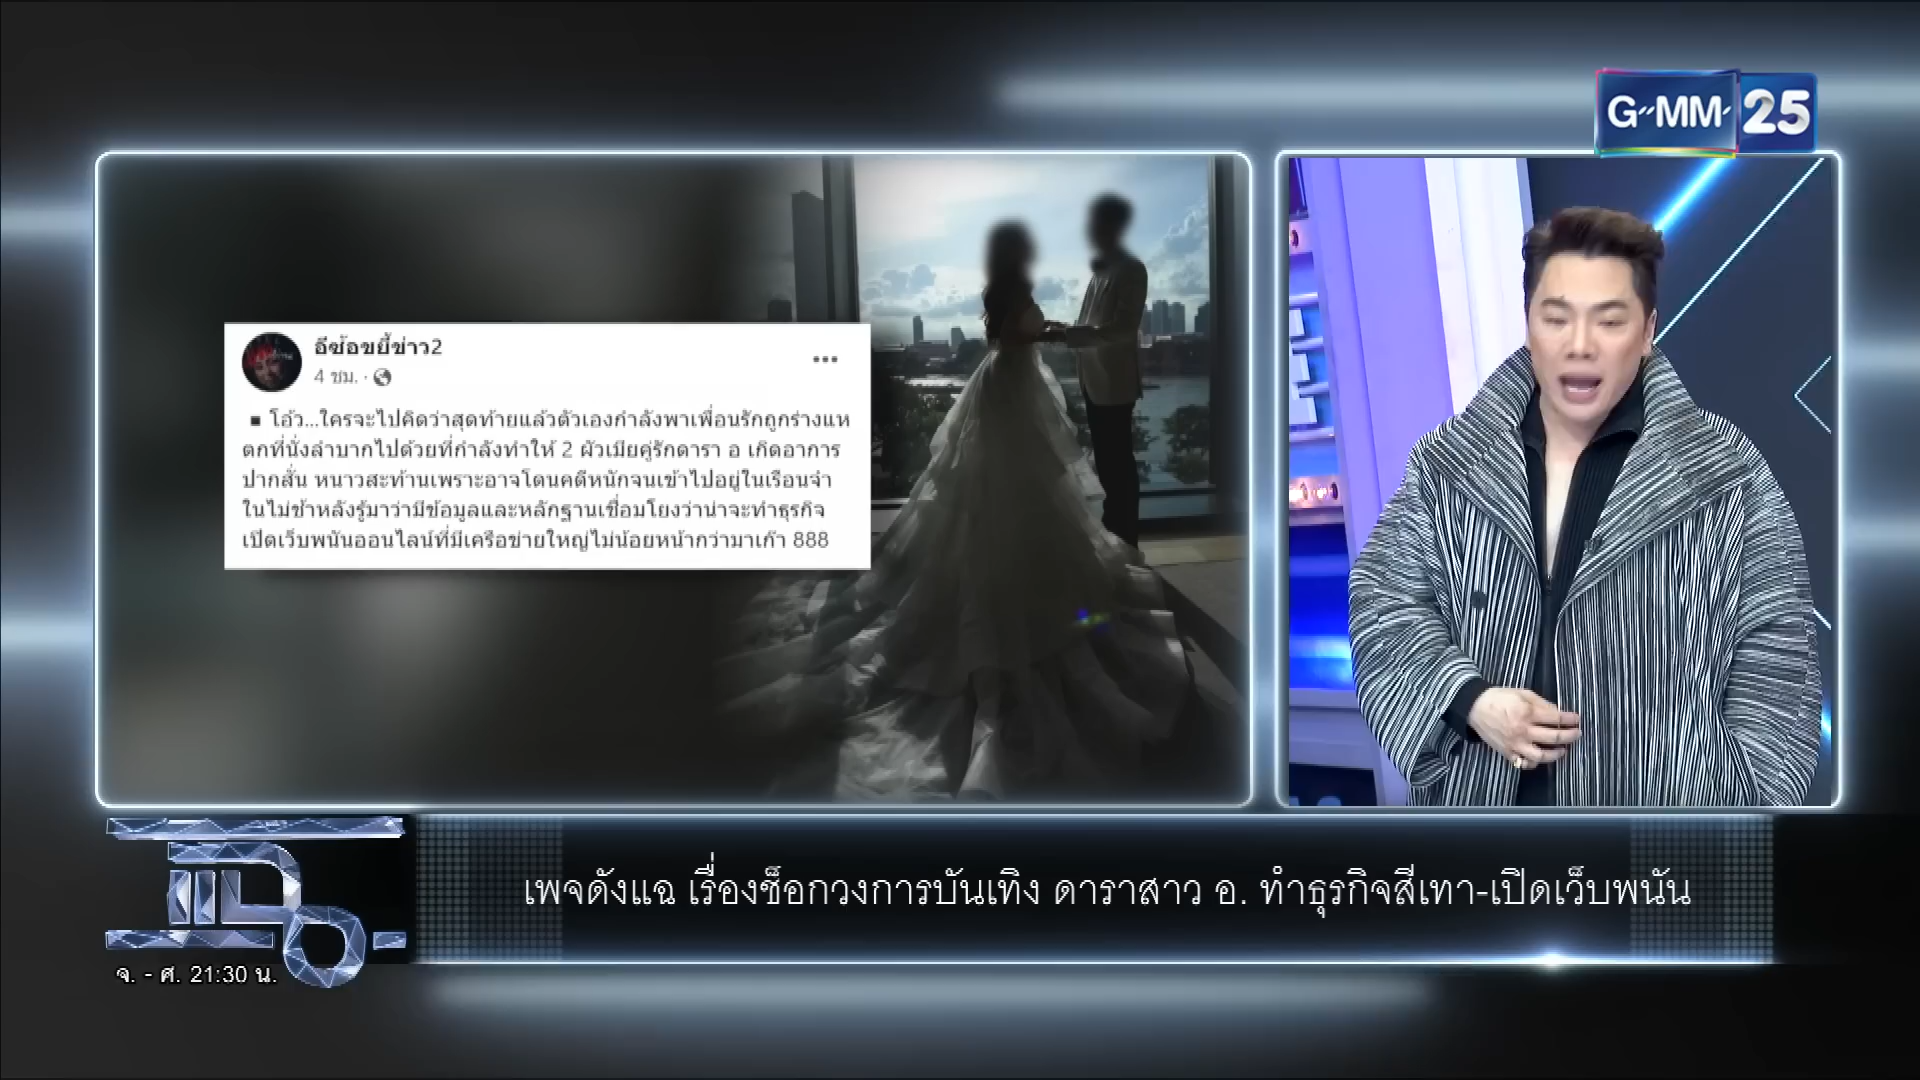 GMM 25
อีซ้อขยี้ข่าว2
4 ชม.
▪ โอ้ว...ใครจะไปคิดว่าสุดท้ายแล้วตัวเองกำลังพาเพื่อนรักถูกร่างแห
ตกที่นั่งลำบากไปด้วยที่กำลังทำให้ 2 ผัวเมียคู่รักดารา อ เกิดอาการ
ปากสั่น หนาวสะท้านเพราะอาจโดนคดีหนักจนเข้าไปอยู่ในเรือนจำ
ในไม่ช้าหลังรู้มาว่ามีข้อมูลและหลักฐานเชื่อมโยงว่าน่าจะทำธุรกิจ
เปิดเว็บพนันออนไลน์ที่มีเครือข่ายใหญ่ไม่น้อยหน้ากว่ามาเก๊า 888
แฉ
เพจดังแฉ เรื่องช็อกวงการบันเทิง ดาราสาว อ. ทำธุรกิจสีเทา-เปิดเว็บพนัน
จ. - ศ. 21:30 น.